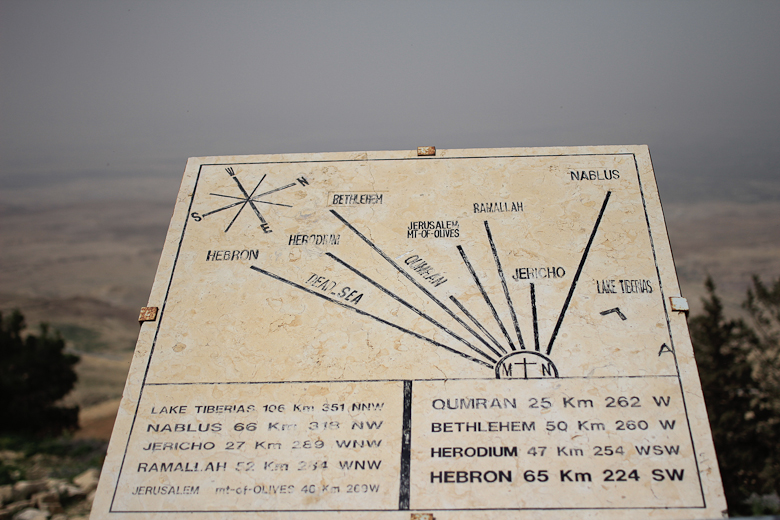 W N
S E
NABLUS
BETHLEHEM
RAMALLAH
JERUSALEM
MT-OF-OLIVES
HERODIUM
HEBRON
QUMRAN
JERICHO
DEAD SEA
LAKE TIBERIAS
A
M N
LAKE TIBERIAS 106 Km 351 NNW
NABLUS 66 Km 318 NW
JERICHO 27 Km 289 WNW
RAMALLAH 52 Km WNW
JERUSALEM mt-of-OLIVES 46 Km 269W
QUMRAN 25 Km 262 W
BETHLEHEM 50 Km 260 W
HERODIUM 47 Km 254 WSW
HEBRON 65 Km 224 SW